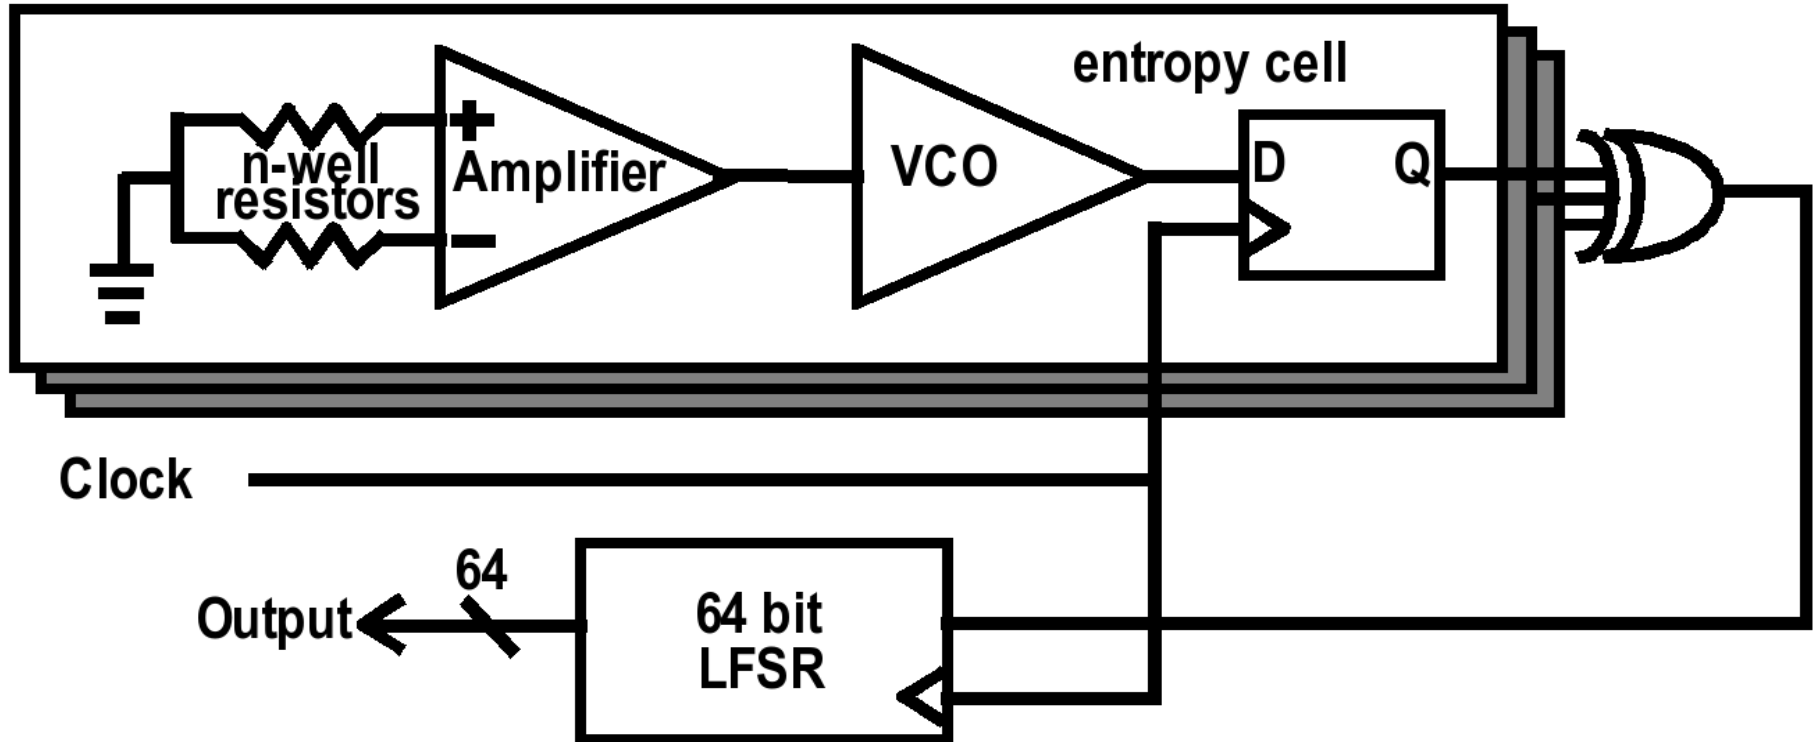 entropy cell
n-well
resistors
+
Amplifier
−
VCO
D
Q
Clock
64
Output
64 bit
LFSR